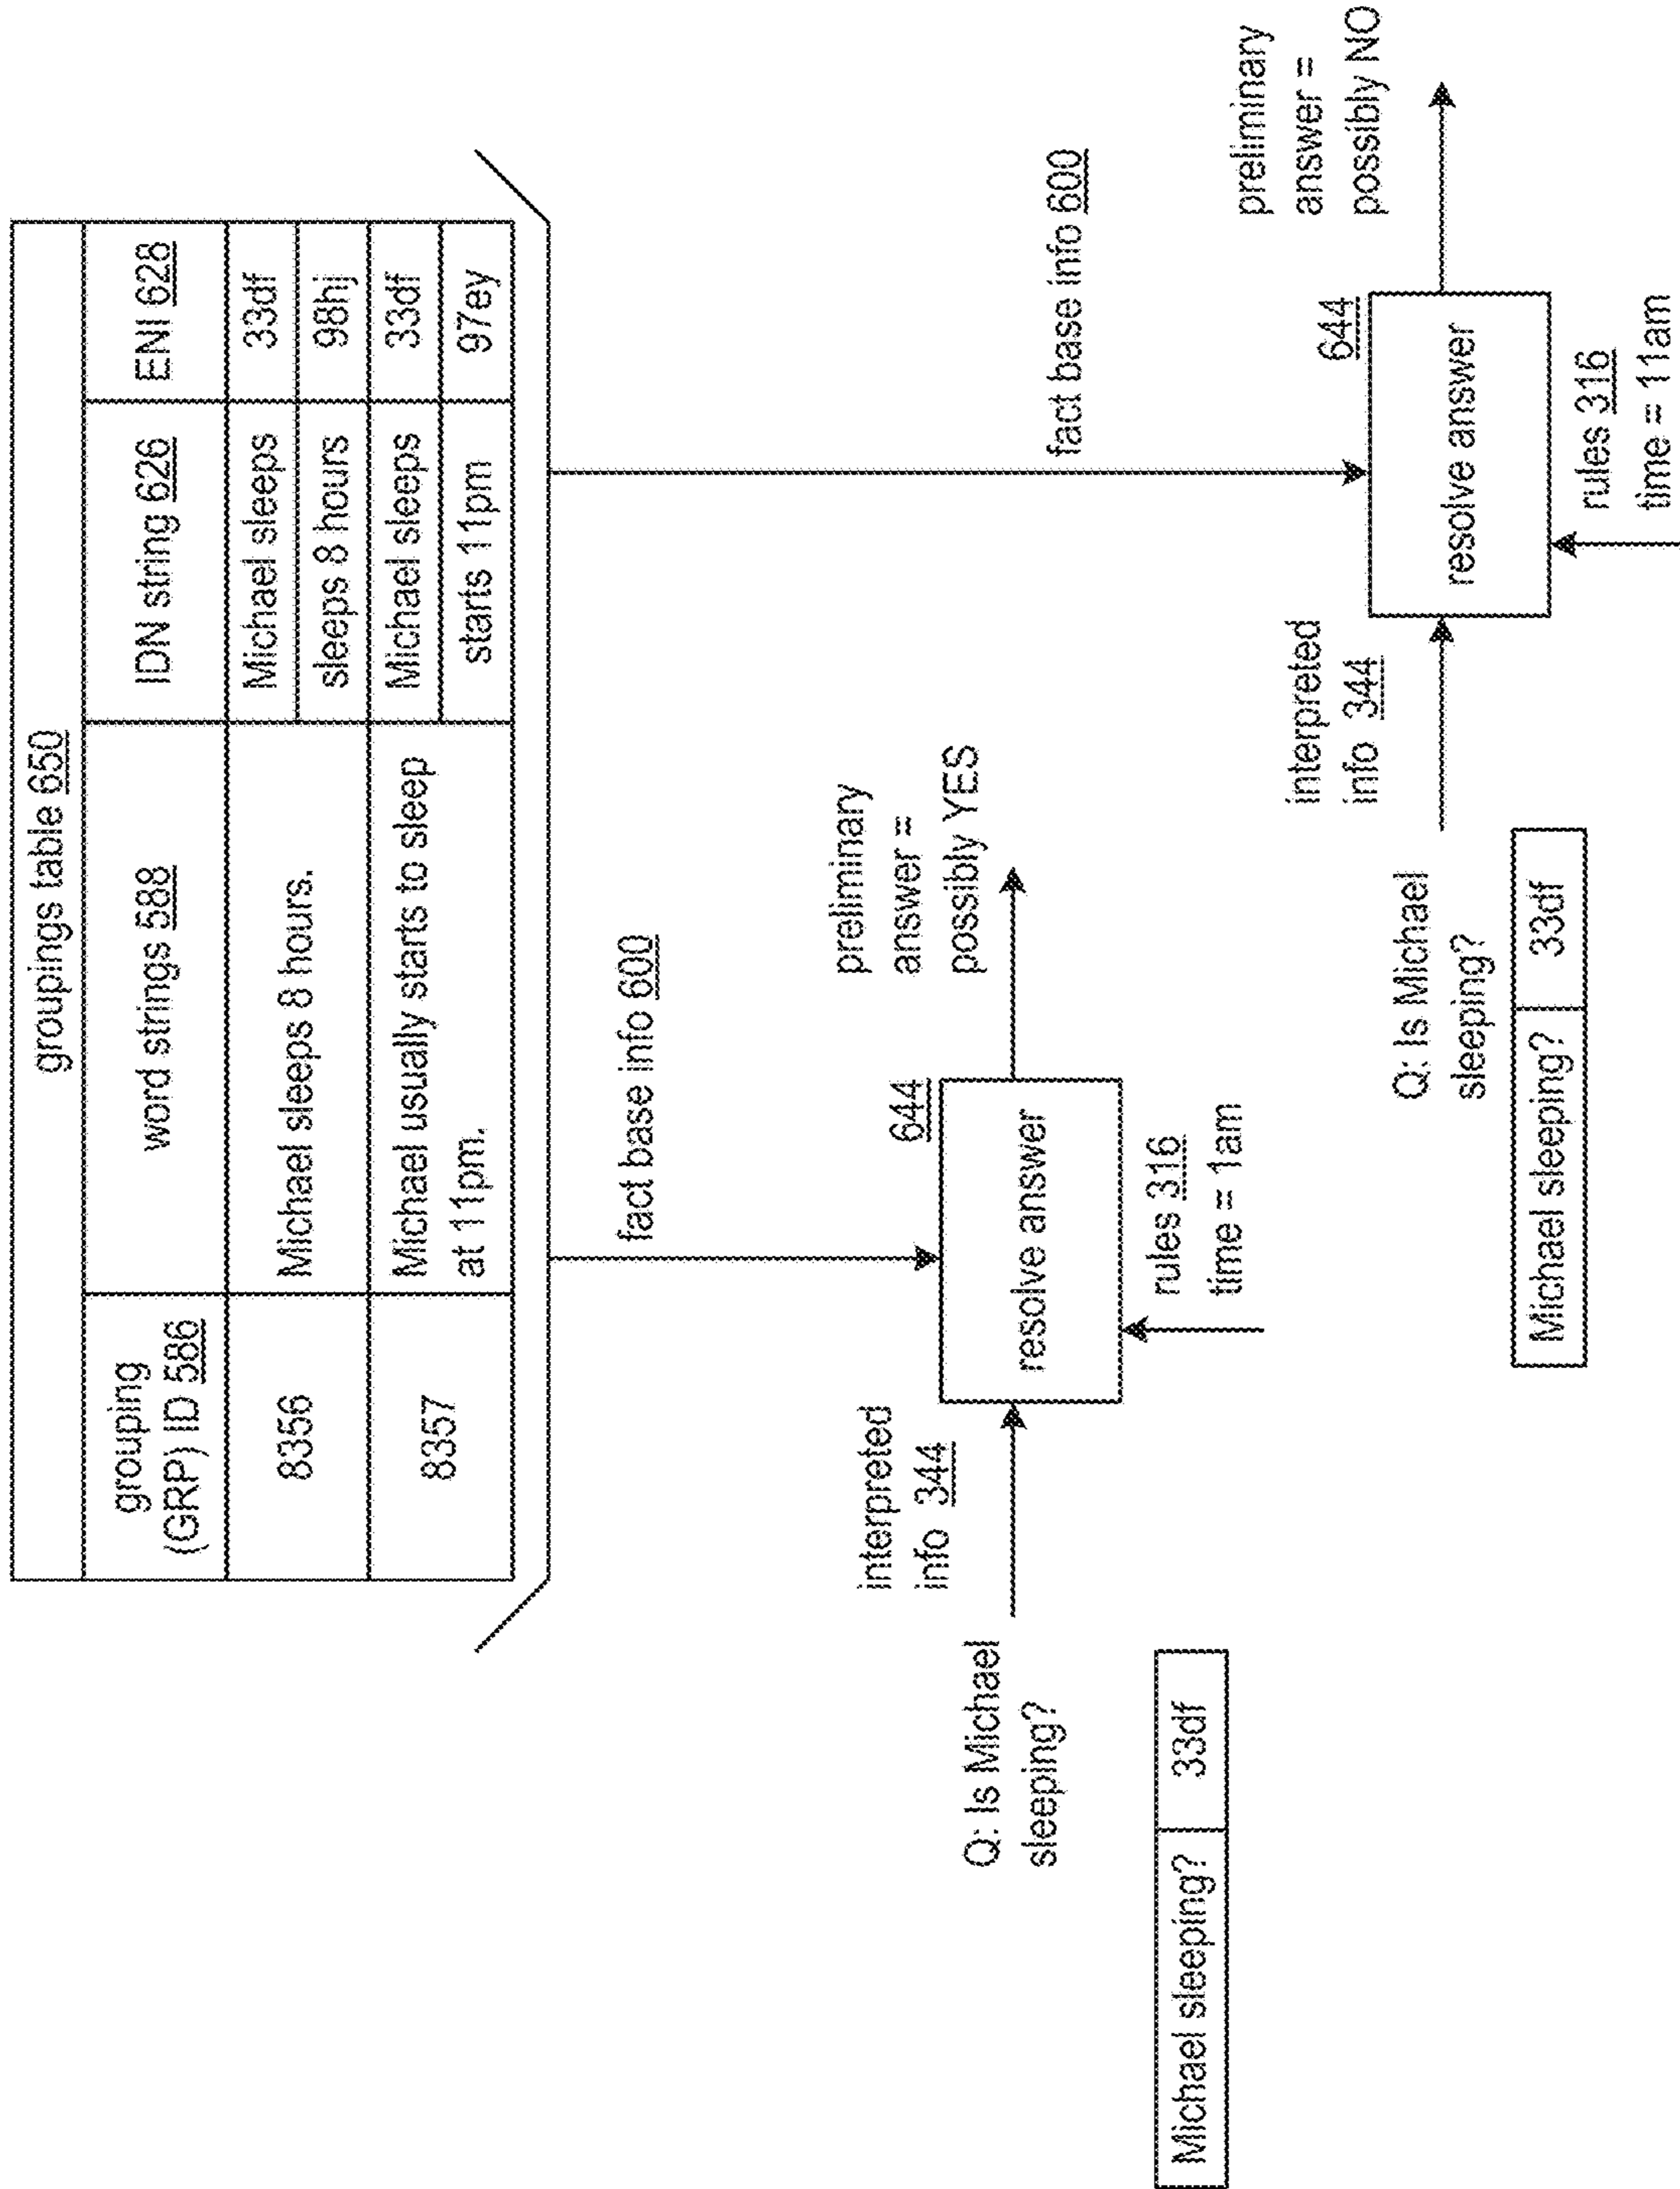 groupings table 650
grouping
(GRP) ID 586
word strings 588
IDN string 626
ENI 628
8356
Michael sleeps 8 hours.
Michael sleeps
33df
sleeps 8 hours
98hj
8357
Michael usually starts to sleep
at 11pm.
Michael sleeps
33df
starts 11pm
97ey
fact base info 600
Q: Is Michael
sleeping?
Michael sleeping?
33df
interpreted
info 344
644
resolve answer
rules 316
time = 1am
preliminary
answer =
possibly YES
fact base info 600
Q: Is Michael
sleeping?
Michael sleeping?
33df
interpreted
info 344
644
resolve answer
rules 316
time = 11am
preliminary
answer =
possibly NO